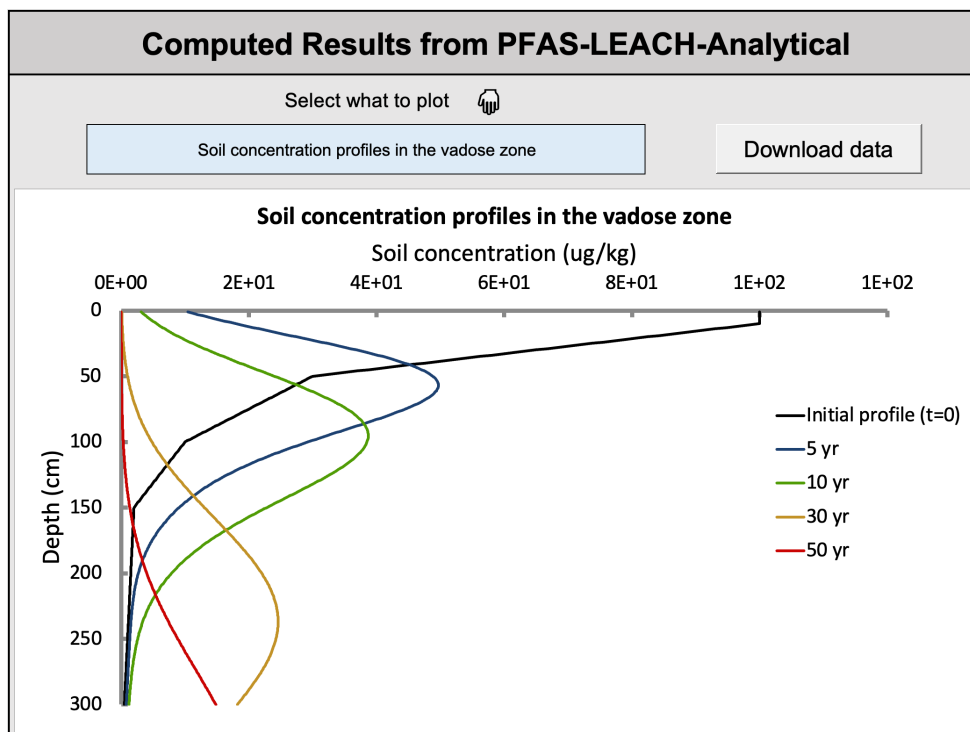 Computed Results from PFAS-LEACH-Analytical
Select what to plot
Soil concentration profiles in the vadose zone
Download data
Soil concentration profiles in the vadose zone
Soil concentration (ug/kg)
0E+00 2E+01 4E+01 6E+01 8E+01 1E+02 1E+02
0
50
100
150
200
250
300
Depth (cm)
Initial profile (t=0)
5 yr
10 yr
30 yr
50 yr